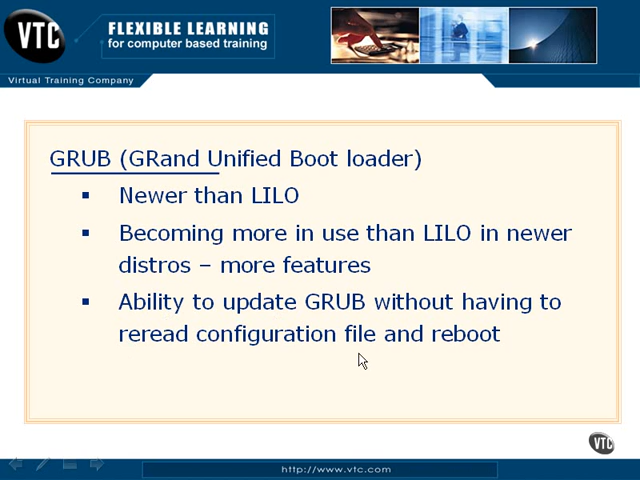 VTC
FLEXIBLE LEARNING
for computer based training
Virtual Training Company
GRUB (GRand Unified Boot loader)
▪ Newer than LILO
▪ Becoming more in use than LILO in newer
distros – more features
▪ Ability to update GRUB without having to
reread configuration file and reboot
VTC
http://www.vtc.com